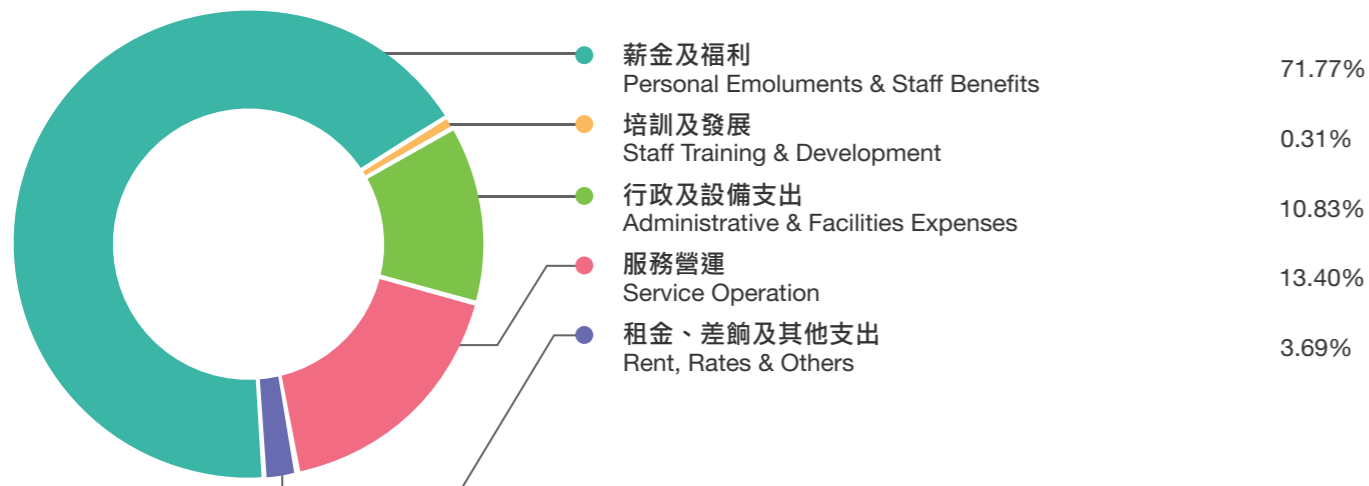 薪金及福利
Personal Emoluments & Staff Benefits
71.77%
培訓及發展
Staff Training & Development
0.31%
行政及設備支出
Administrative & Facilities Expenses
10.83%
服務營運
Service Operation
13.40%
租金、差餉及其他支出
Rent, Rates & Others
3.69%